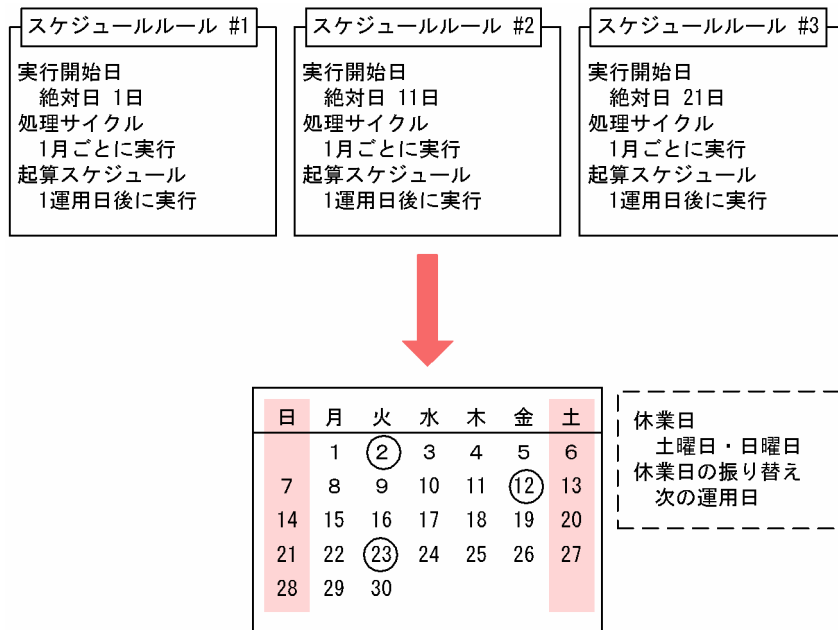 スケジュールルール #1
実行開始日
絶対日 1日
処理サイクル
1月ごとに実行
起算スケジュール
1運用日後に実行
スケジュールルール #2
実行開始日
絶対日 11日
処理サイクル
1月ごとに実行
起算スケジュール
1運用日後に実行
スケジュールルール #3
実行開始日
絶対日 21日
処理サイクル
1月ごとに実行
起算スケジュール
1運用日後に実行
日 月 火 水 木 金 土
1 2 3 4 5 6
7 8 9 10 11 12 13
14 15 16 17 18 19 20
21 22 23 24 25 26 27
28 29 30
休業日
土曜日・日曜日
休業日の振り替え
次の運用日